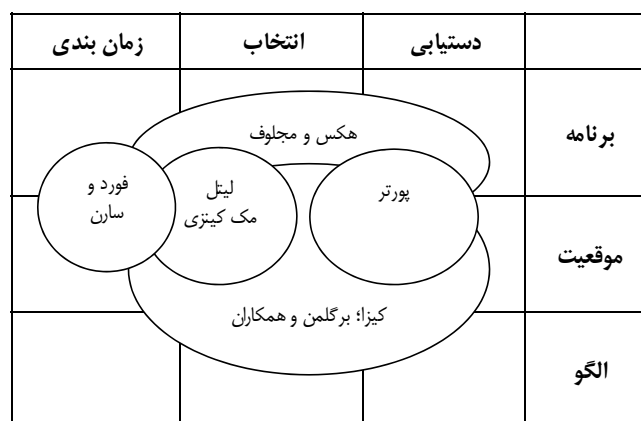 دستیابی
انتخاب
زمان بندی
برنامه
هکس و مجلوف
پورتر
لیتل
مک کینزی
فورد و
سارن
موقعیت
کیزا؛ برگلمن و همکاران
الگو